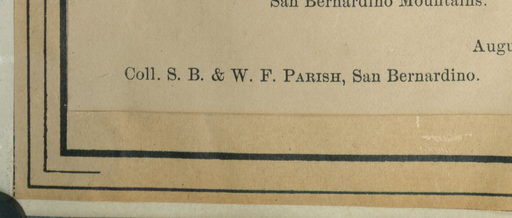 San Bernardino Mountains.
Augu
Coll. S. B. & W. F. PARISH, San Bernardino.